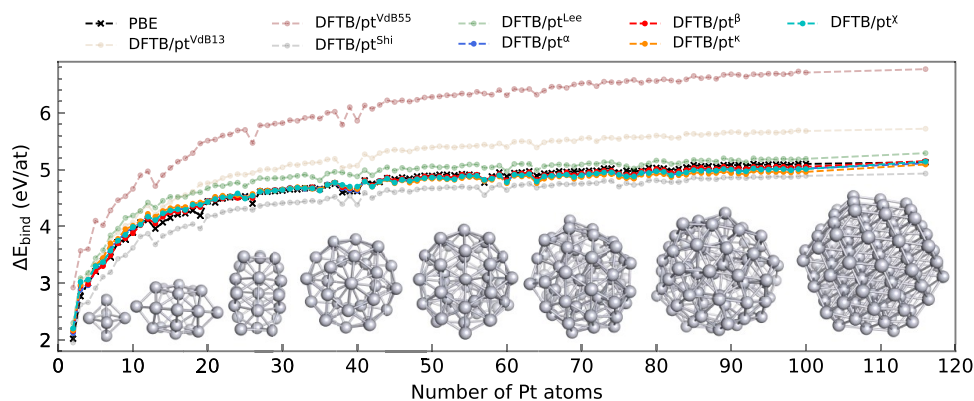 PBE DFTB/pt^VdB55 DFTB/pt^Lee DFTB/pt^β DFTB/pt^χ
DFTB/pt^VdB13 DFTB/pt^Shi DFTB/pt^α DFTB/pt^κ
ΔE_bind (eV/at)
6
5
4
3
2
0 10 20 30 40 50 60 70 80 90 100 110 120
Number of Pt atoms